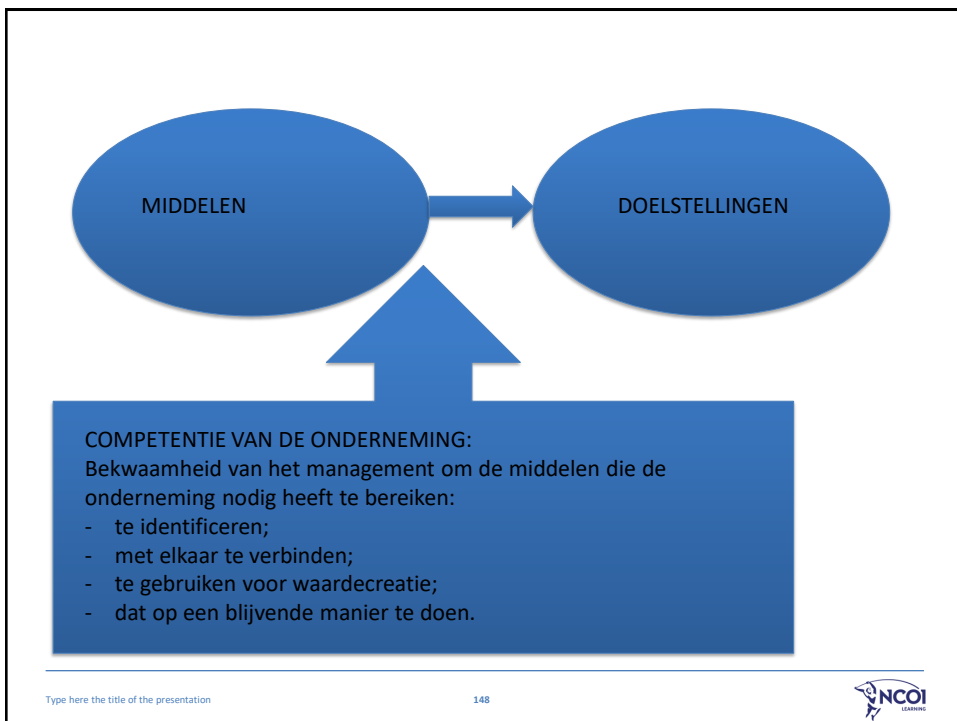 MIDDELEN
DOELSTELLINGEN
COMPETENTIE VAN DE ONDERNEMING:
Bekwaamheid van het management om de middelen die de
onderneming nodig heeft te bereiken:
- te identificeren;
- met elkaar te verbinden;
- te gebruiken voor waardecreatie;
- dat op een blijvende manier te doen.
Type here the title of the presentation
148
NCOI
LEARNING